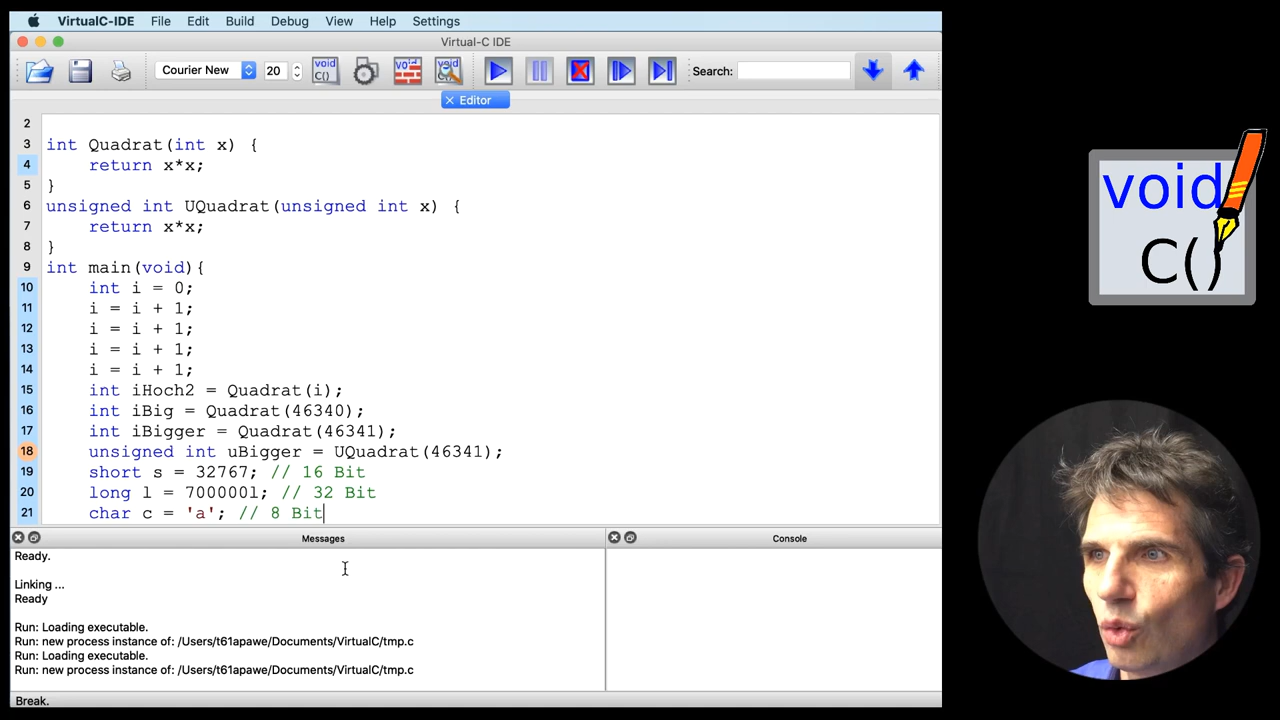 VirtualC-IDE File Edit Build Debug View Help Settings
Virtual-C IDE
Courier New 20 void C() void void Search:
Editor
2
3 int Quadrat(int x) {
4 return x*x;
5 }
6 unsigned int UQuadrat(unsigned int x) {
7 return x*x;
8 }
9 int main(void){
10 int i = 0;
11 i = i + 1;
12 i = i + 1;
13 i = i + 1;
14 i = i + 1;
15 int iHoch2 = Quadrat(i);
16 int iBig = Quadrat(46340);
17 int iBigger = Quadrat(46341);
18 unsigned int uBigger = UQuadrat(46341);
19 short s = 32767; // 16 Bit
20 long l = 700000l; // 32 Bit
21 char c = 'a'; // 8 Bit
Messages
Console
Ready.
Linking ...
Ready
Run: Loading executable.
Run: new process instance of: /Users/t61apawe/Documents/VirtualC/tmp.c
Run: Loading executable.
Run: new process instance of: /Users/t61apawe/Documents/VirtualC/tmp.c
Break.
void
C()